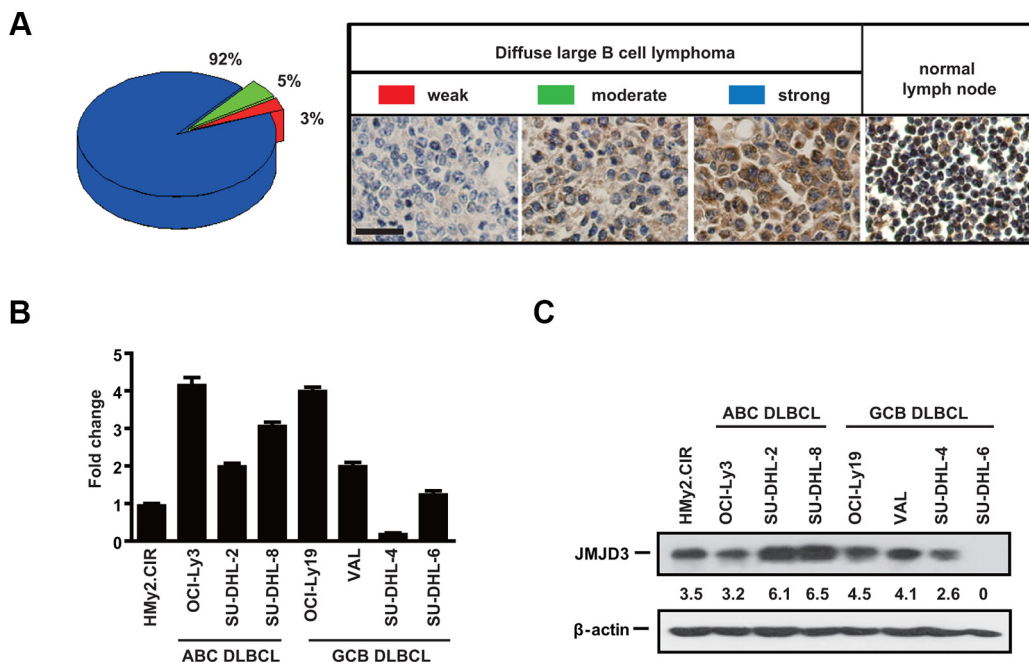 A
92%
5%
3%
Diffuse large B cell lymphoma
normal
lymph node
weak moderate strong
B
Fold change
5
4
3
2
1
0
HMy2.CIR
OCI-Ly3
SU-DHL-2
SU-DHL-8
OCI-Ly19
VAL
SU-DHL-4
SU-DHL-6
ABC DLBCL GCB DLBCL
C
ABC DLBCL GCB DLBCL
HMy2.CIR
OCI-Ly3
SU-DHL-2
SU-DHL-8
OCI-Ly19
VAL
SU-DHL-4
SU-DHL-6
JMJD3
3.5 3.2 6.1 6.5 4.5 4.1 2.6 0
β-actin